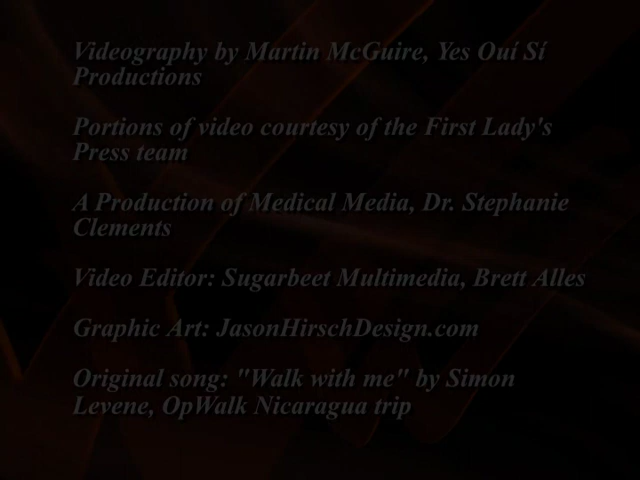 Videography by Martin McGuire, Yes Ouí Sí
Productions
Portions of video courtesy of the First Lady's
Press team
A Production of Medical Media, Dr. Stephanie
Clements
Video Editor: Sugarbeet Multimedia, Brett Alles
Graphic Art: JasonHirschDesign.com
Original song: "Walk with me" by Simon
Levene, OpWalk Nicaragua trip